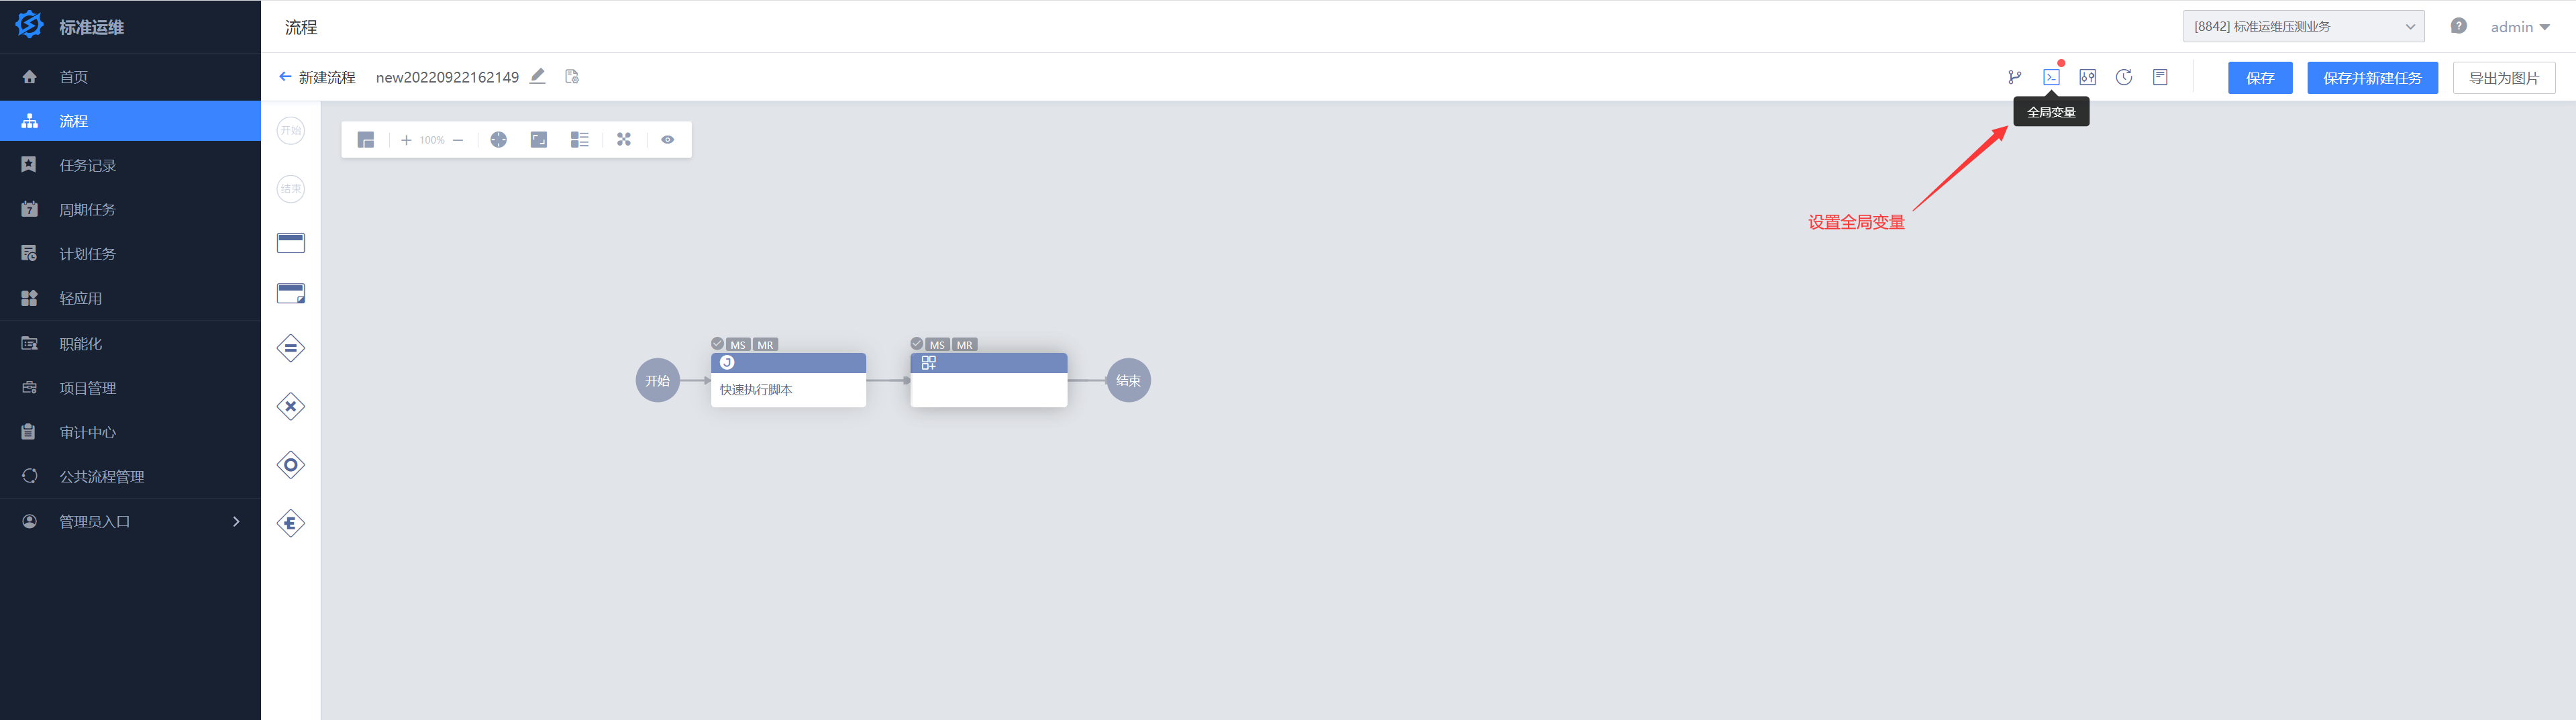 标准运维
流程
[8842] 标准运维压测业务
admin
首页
流程
任务记录
周期任务
计划任务
轻应用
职能化
项目管理
审计中心
公共流程管理
管理员入口
新建流程 new20220922162149
保存
保存并新建任务
导出为图片
全局变量
设置全局变量
开始
结束
100%
开始
MS MR
快速执行脚本
MS MR
结束